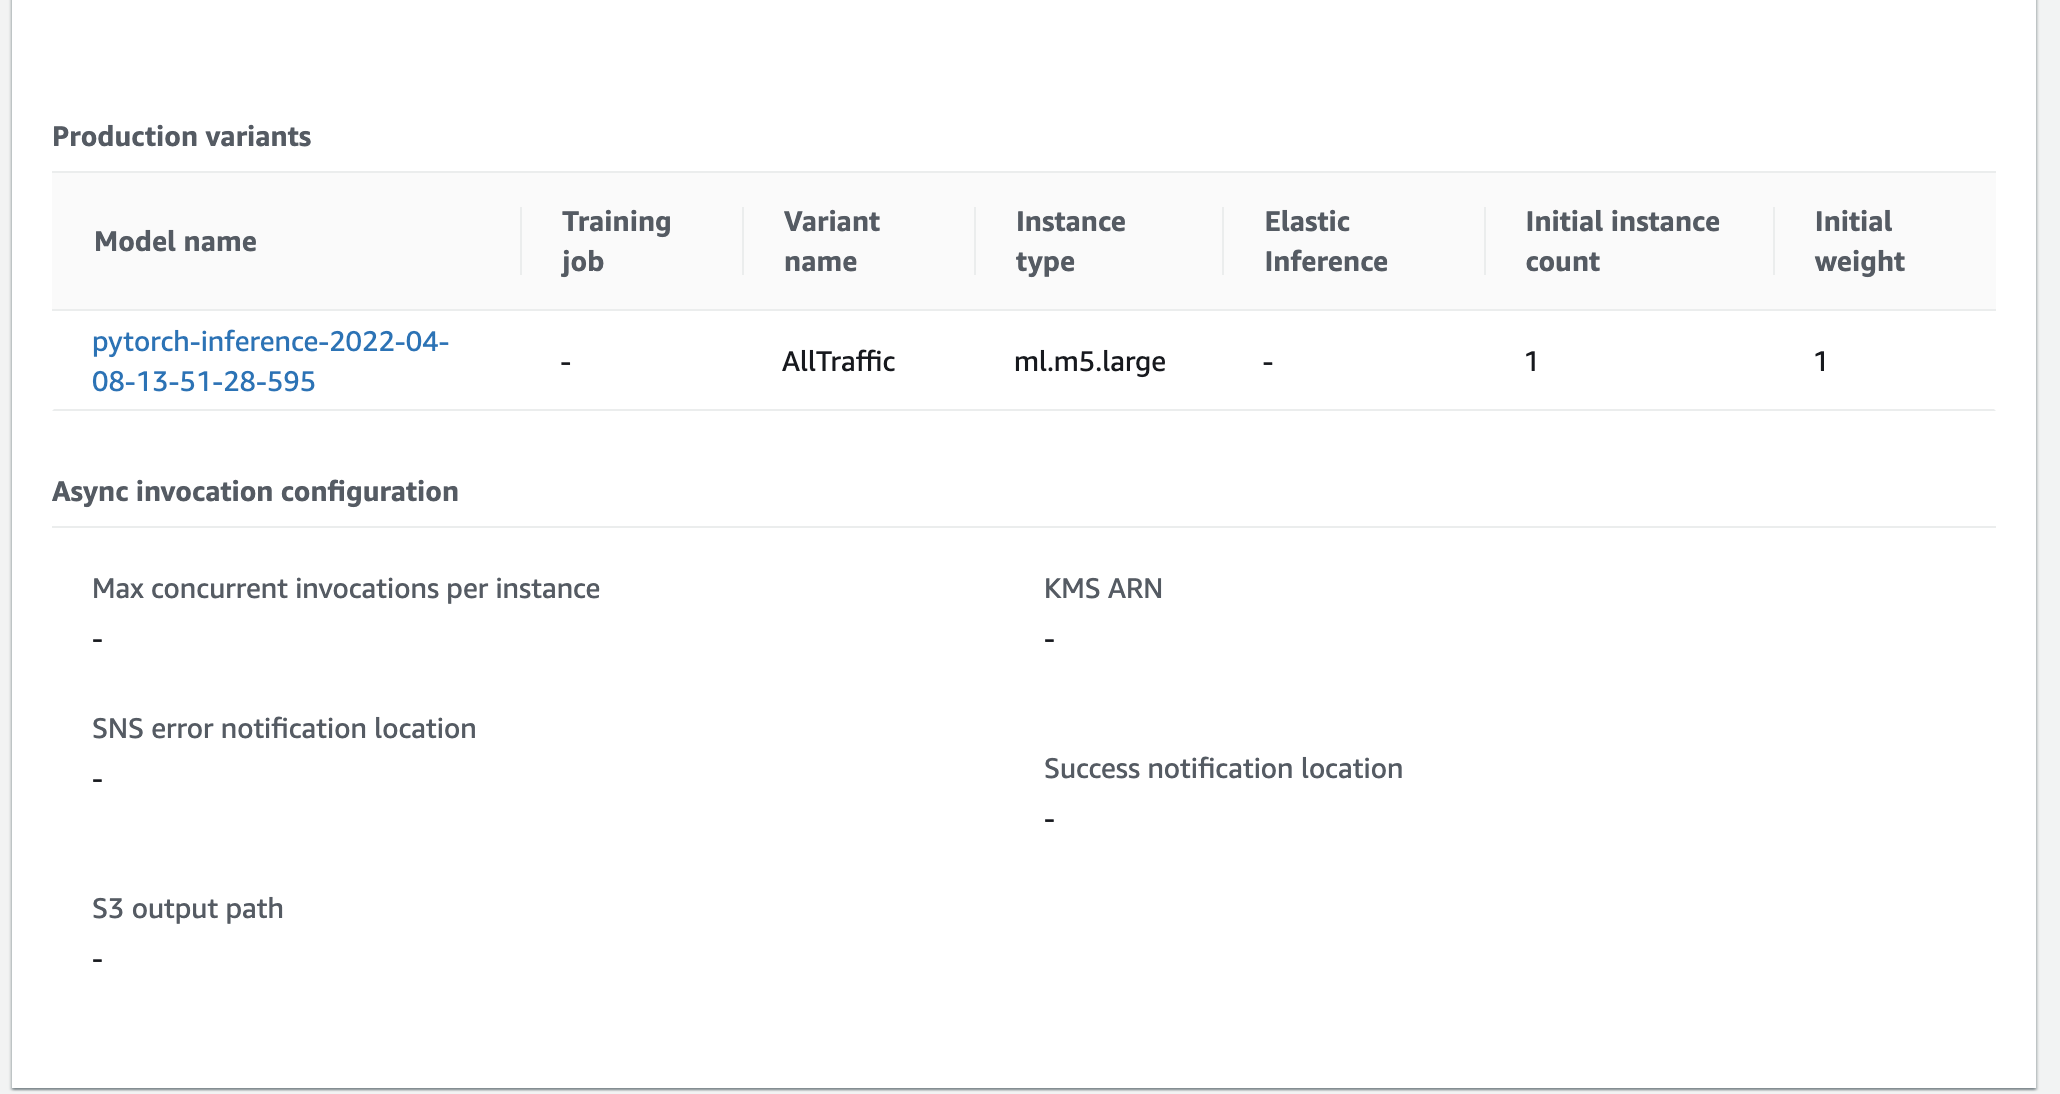 Production variants
Model name
Training
job
Variant
name
Instance
type
Elastic
Inference
Initial instance
count
Initial
weight
pytorch-inference-2022-04-
08-13-51-28-595
-
AllTraffic
ml.m5.large
-
1
1
Async invocation configuration
Max concurrent invocations per instance
-
KMS ARN
-
SNS error notification location
-
Success notification location
-
S3 output path
-